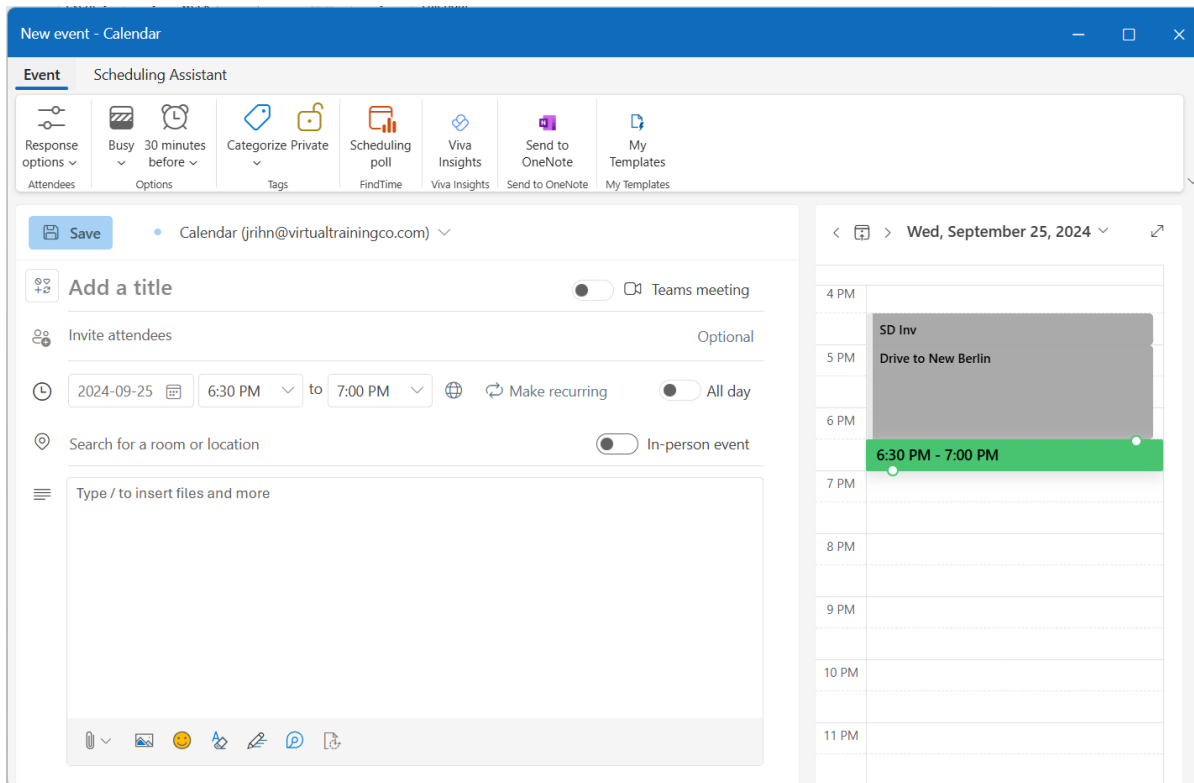 New event - Calendar
Event Scheduling Assistant
Response options
Busy
30 minutes before
Categorize
Private
Scheduling poll
Viva Insights
Send to OneNote
My Templates
Attendees
Options
Tags
FindTime
Viva Insights
Send to OneNote
My Templates
Save
Calendar (jrihn@virtualtrainingco.com)
Add a title
Teams meeting
Invite attendees
Optional
2024-09-25
6:30 PM
to
7:00 PM
Make recurring
All day
Search for a room or location
In-person event
Type / to insert files and more
Wed, September 25, 2024
4 PM
SD Inv
5 PM
Drive to New Berlin
6 PM
6:30 PM - 7:00 PM
7 PM
8 PM
9 PM
10 PM
11 PM